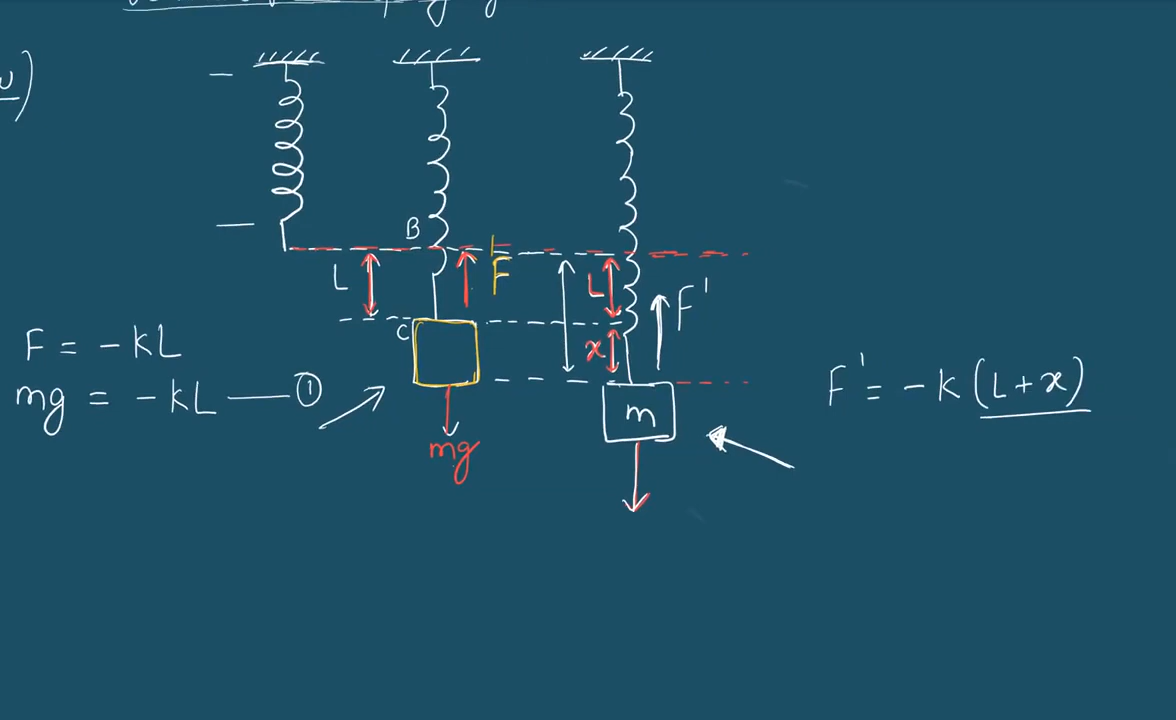 B
L
F
L
F'
C
x
F = -kL
mg = -kL —— ①
m
F' = -k (L+x)
mg